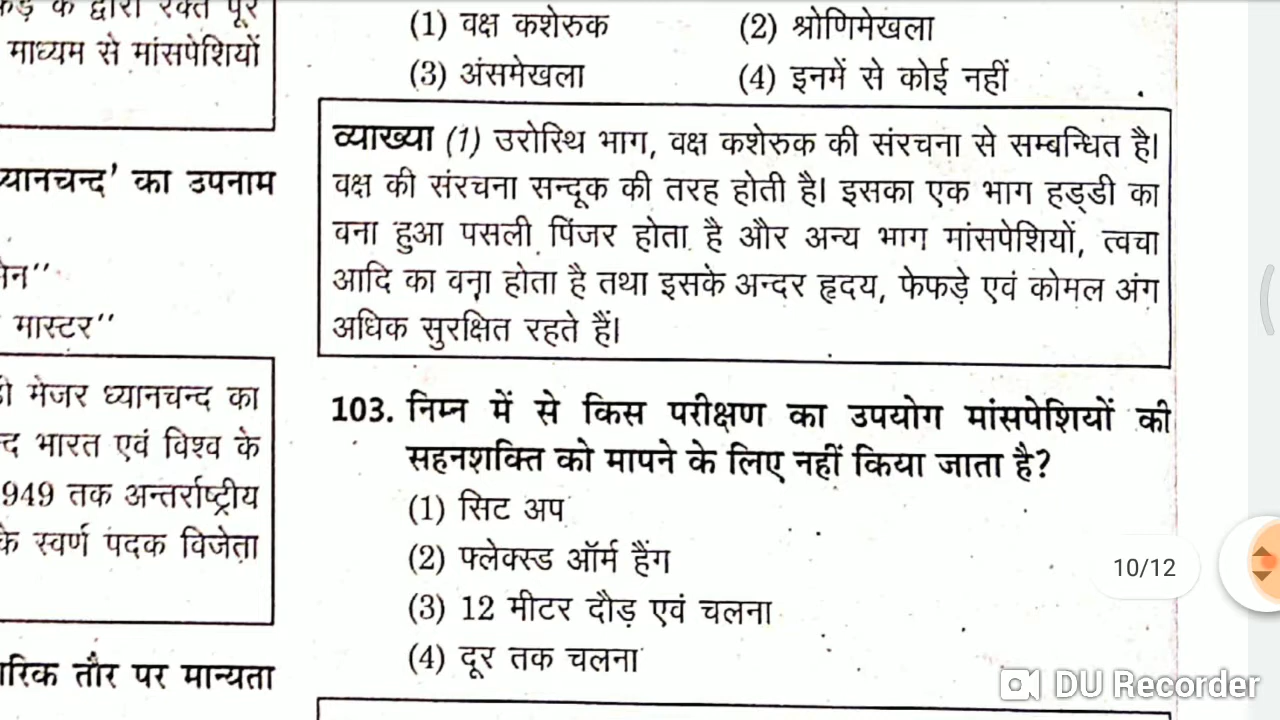 के द्वारा रक्त पूर
माध्यम से मांसपेशियों
ध्यानचन्द' का उपनाम
मास्टर"
मेजर ध्यानचन्द का
भारत एवं विश्व के
949 तक अन्तर्राष्ट्रीय
के स्वर्ण पदक विजेता
तौर पर मान्यता
(1) वक्ष कशेरुक (2) श्रोणिमेखला
(3) अंसमेखला (4) इनमें से कोई नहीं
व्याख्या (1) उरोस्थि भाग, वक्ष कशेरुक की संरचना से सम्बन्धित है।
वक्ष की संरचना सन्दूक की तरह होती है। इसका एक भाग हड्डी का
बना हुआ पसली पिंजर होता है और अन्य भाग मांसपेशियों, त्वचा
आदि का बना होता है तथा इसके अन्दर हृदय, फेफड़े एवं कोमल अंग
अधिक सुरक्षित रहते हैं।
103. निम्न में से किस परीक्षण का उपयोग मांसपेशियों की
सहनशक्ति को मापने के लिए नहीं किया जाता है?
(1) सिट अप
(2) फ्लेक्स्ड ऑर्म हैंग
(3) 12 मीटर दौड़ एवं चलना
(4) दूर तक चलना
10/12
DU Recorder